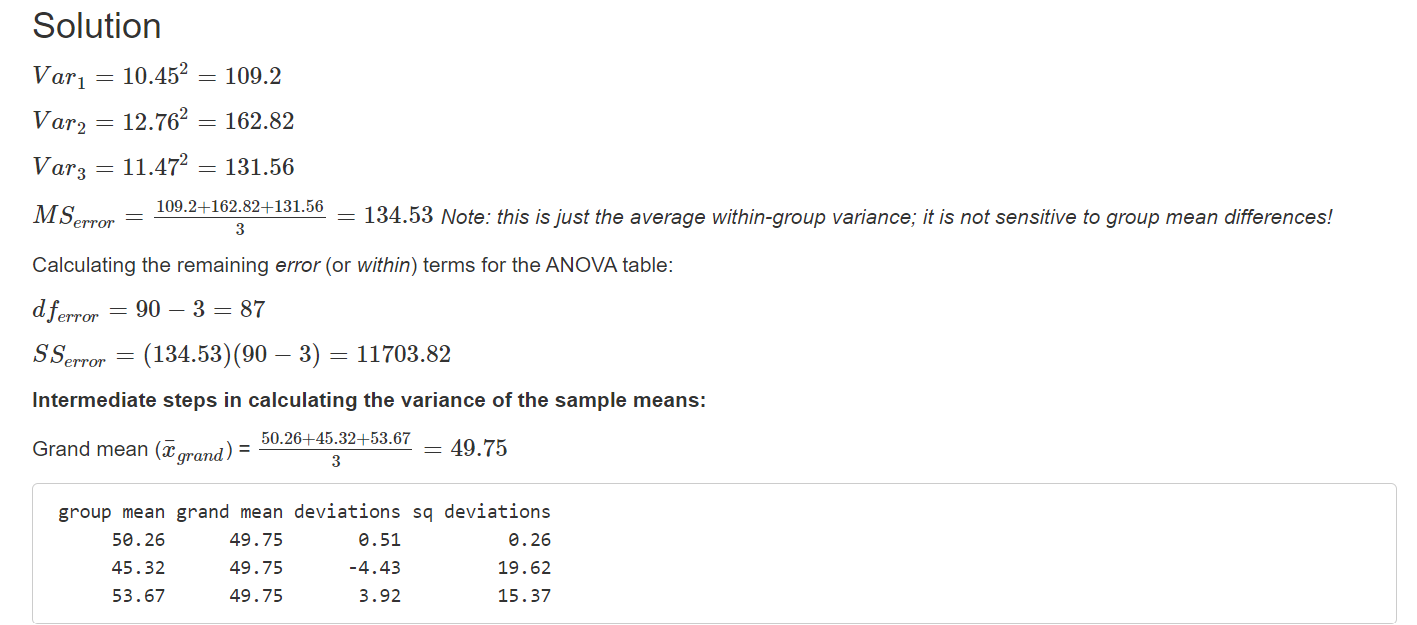 Solution
Var₁ = 10.45² = 109.2
Var₂ = 12.76² = 162.82
Var₃ = 11.47² = 131.56
MS_error = (109.2+162.82+131.56)/3 = 134.53 Note: this is just the average within-group variance; it is not sensitive to group mean differences!
Calculating the remaining error (or within) terms for the ANOVA table:
df_error = 90 − 3 = 87
SS_error = (134.53)(90 − 3) = 11703.82
Intermediate steps in calculating the variance of the sample means:
Grand mean (x̄_grand) = (50.26+45.32+53.67)/3 = 49.75
group mean grand mean deviations sq deviations
50.26 49.75 0.51 0.26
45.32 49.75 -4.43 19.62
53.67 49.75 3.92 15.37